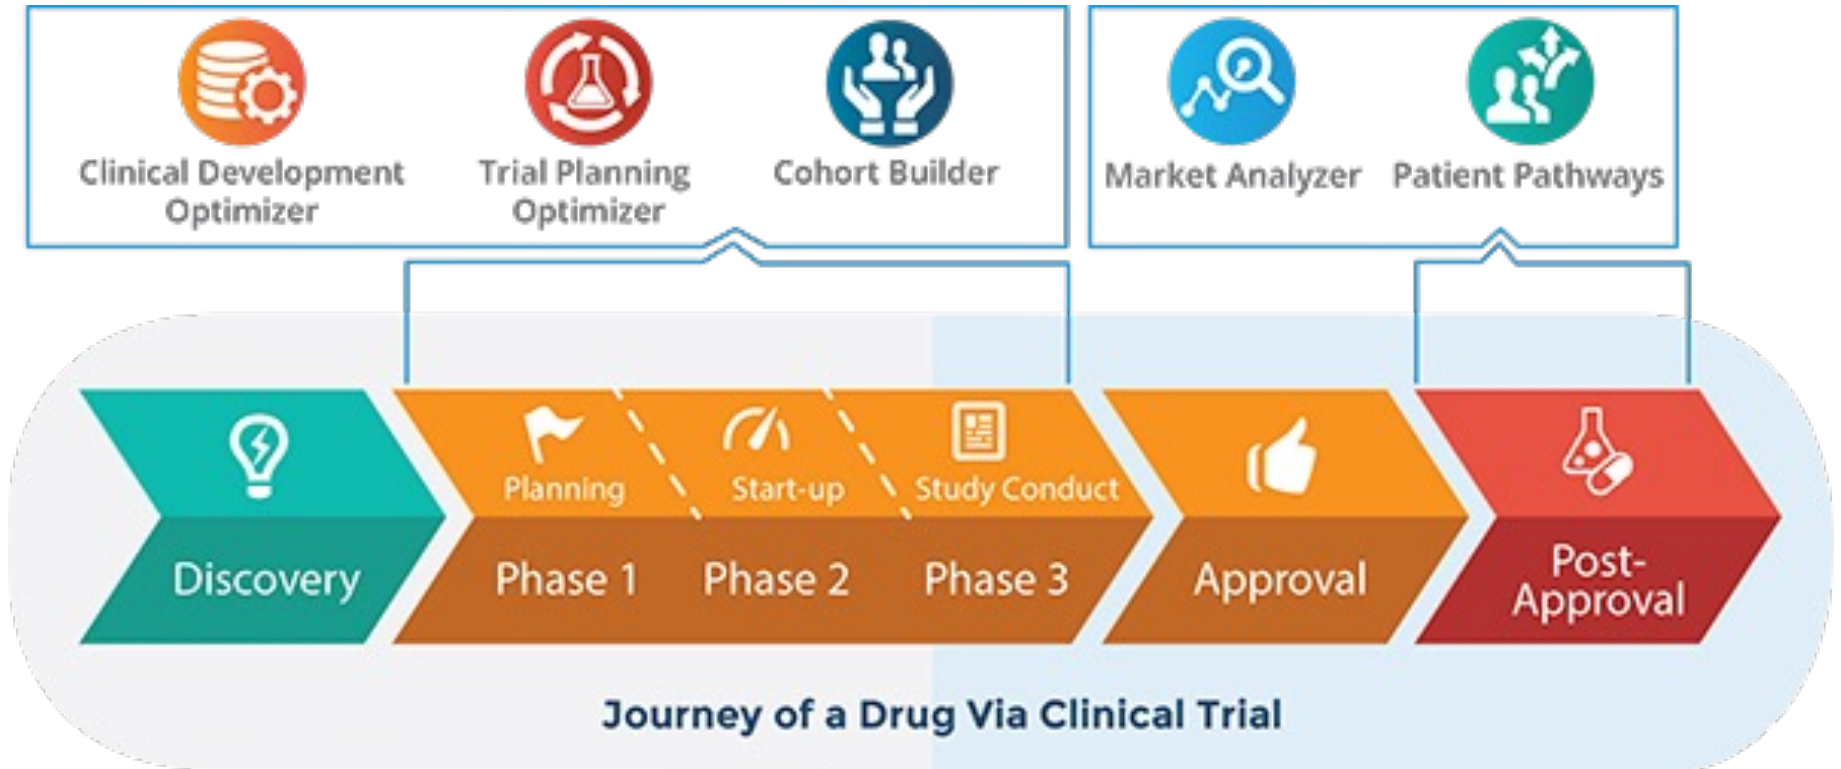 Clinical Development
Optimizer
Trial Planning
Optimizer
Cohort Builder
Market Analyzer
Patient Pathways
Planning
Start-up
Study Conduct
Discovery
Phase 1
Phase 2
Phase 3
Approval
Post-
Approval
Journey of a Drug Via Clinical Trial